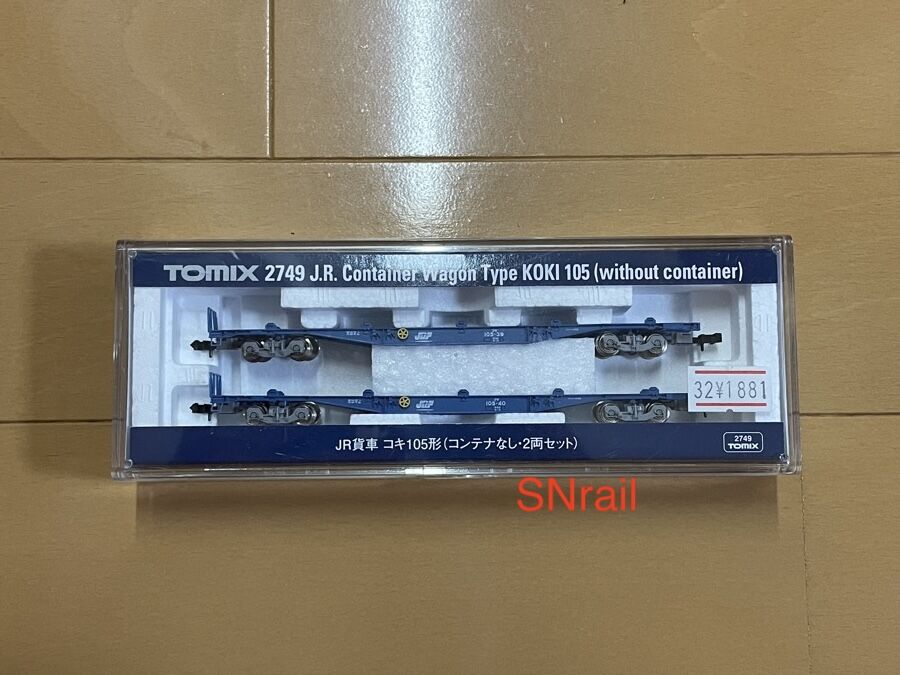 TOMIX 2749 J.R. Container Wagon Type KOKI 105 (without container)
JRF
105-39
JRF
105-40
32¥1881
JR貨車 コキ105形(コンテナなし・2両セット)
2749
TOMIX
SNrail